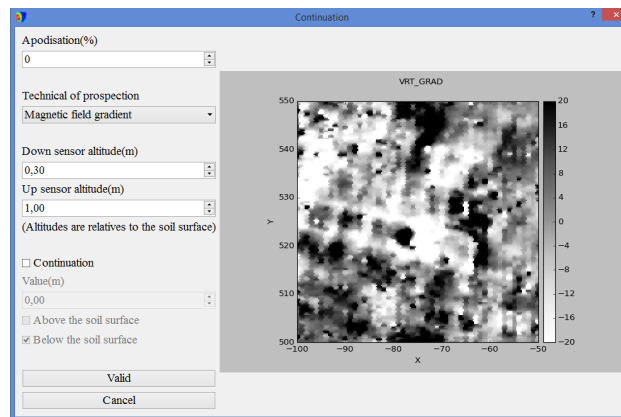 Continuation
?
×
Apodisation(%)
0
Technical of prospection
Magnetic field gradient
Down sensor altitude(m)
0,30
Up sensor altitude(m)
1,00
(Altitudes are relatives to the soil surface)
Continuation
Value(m)
0,00
Above the soil surface
Below the soil surface
Valid
Cancel
VRT_GRAD
Y
550
540
530
520
510
500
−100
−90
−80
−70
−60
−50
X
20
16
12
8
4
0
−4
−8
−12
−16
−20